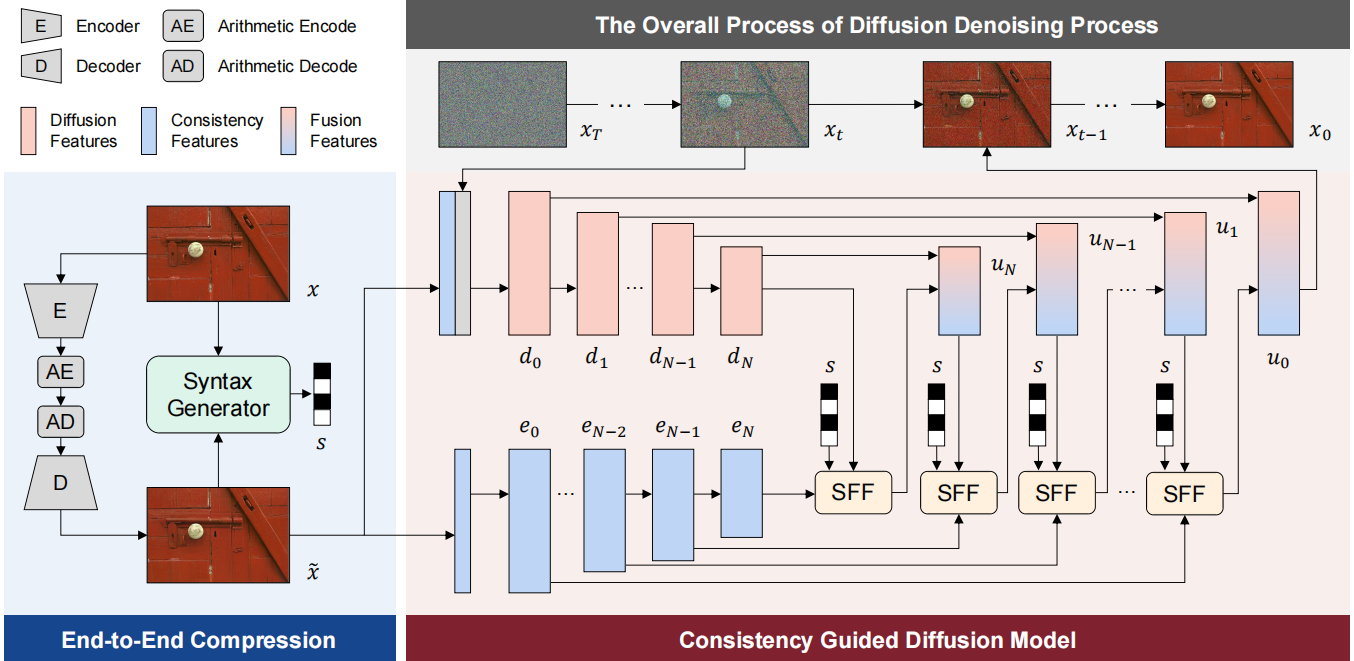 E Encoder AE Arithmetic Encode
D Decoder AD Arithmetic Decode
Diffusion Features
Consistency Features
Fusion Features
The Overall Process of Diffusion Denoising Process
x_T
x_t
x_{t−1}
x_0
x
E
AE
AD
D
Syntax
Generator
s
x̃
End-to-End Compression
d_0
d_1
d_{N−1}
d_N
u_N
u_{N−1}
u_1
u_0
...
e_0
e_{N−2}
e_{N−1}
e_N
s
s
s
s
SFF
SFF
SFF
SFF
Consistency Guided Diffusion Model